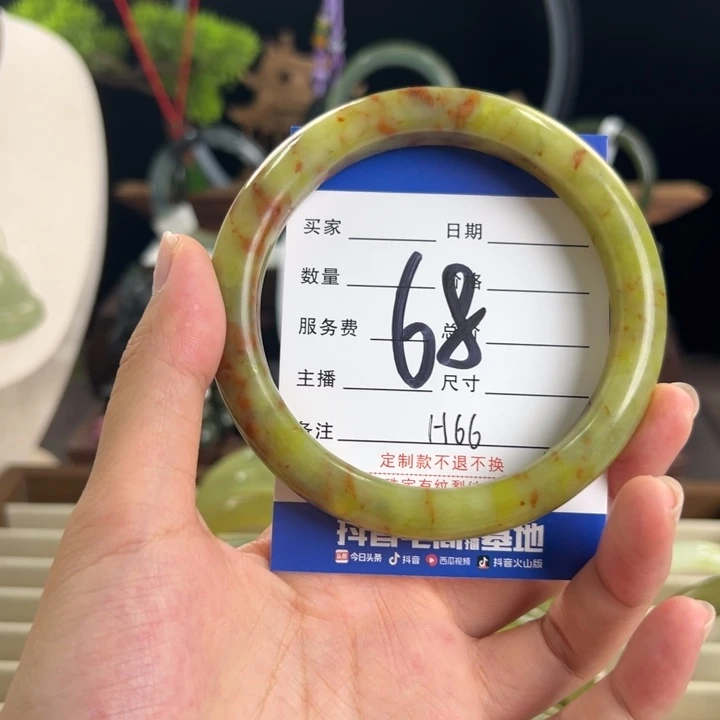 买家 日期
数量 价格
68
服务费 总价
主播 尺寸
备注 H66
定制款不退不换
抖音电商直播基地
今日头条 抖音 西瓜视频 抖音火山版